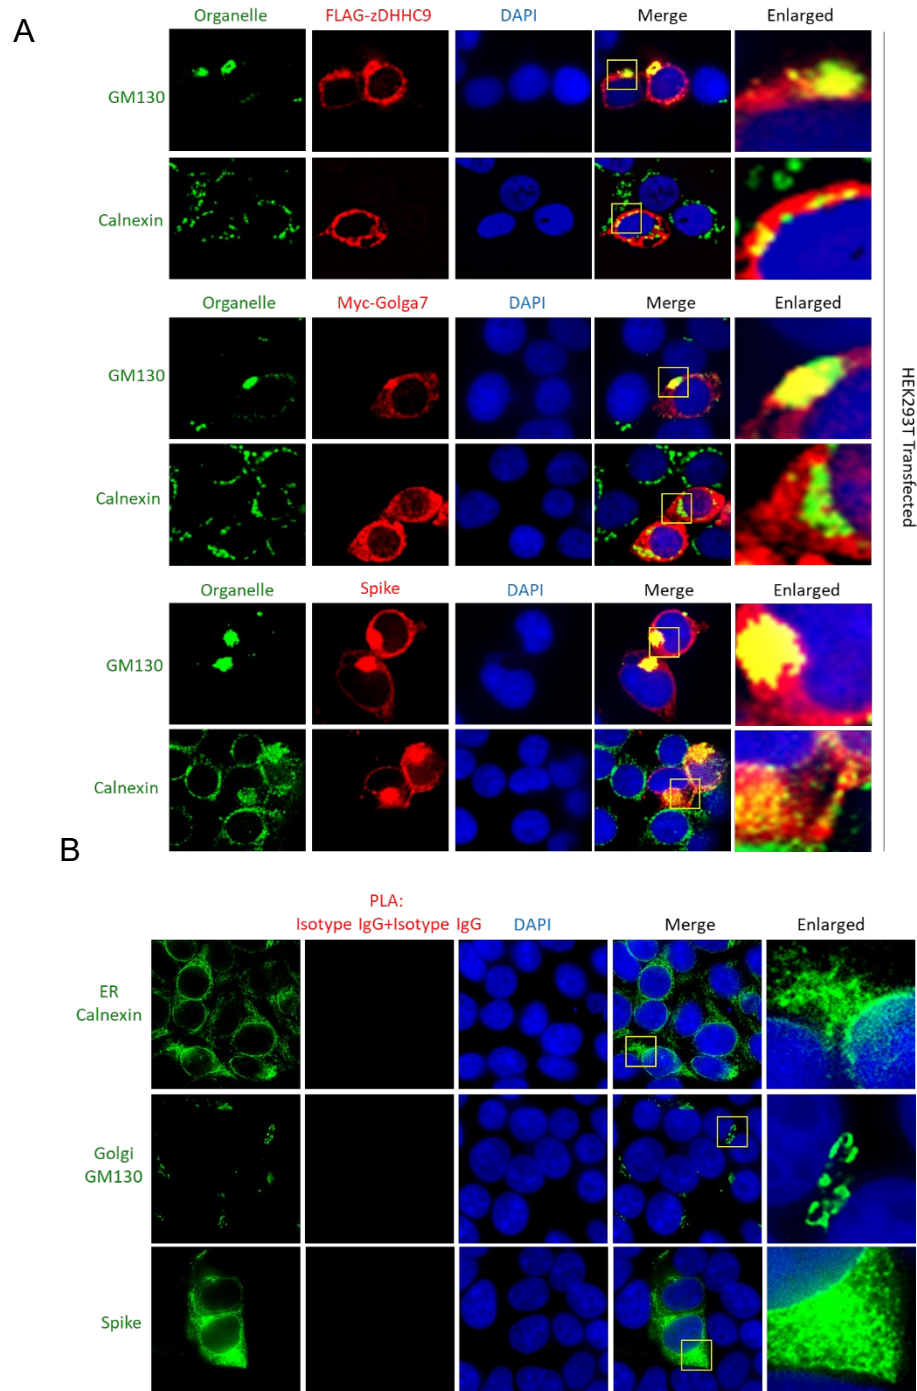 A
Organelle FLAG-zDHHC9 DAPI Merge Enlarged
GM130
Calnexin
Organelle Myc-Golga7 DAPI Merge Enlarged
GM130
Calnexin
Organelle Spike DAPI Merge Enlarged
GM130
Calnexin
HEK293T Transfected
B
PLA:
Isotype IgG+Isotype IgG DAPI Merge Enlarged
ER
Calnexin
Golgi
GM130
Spike